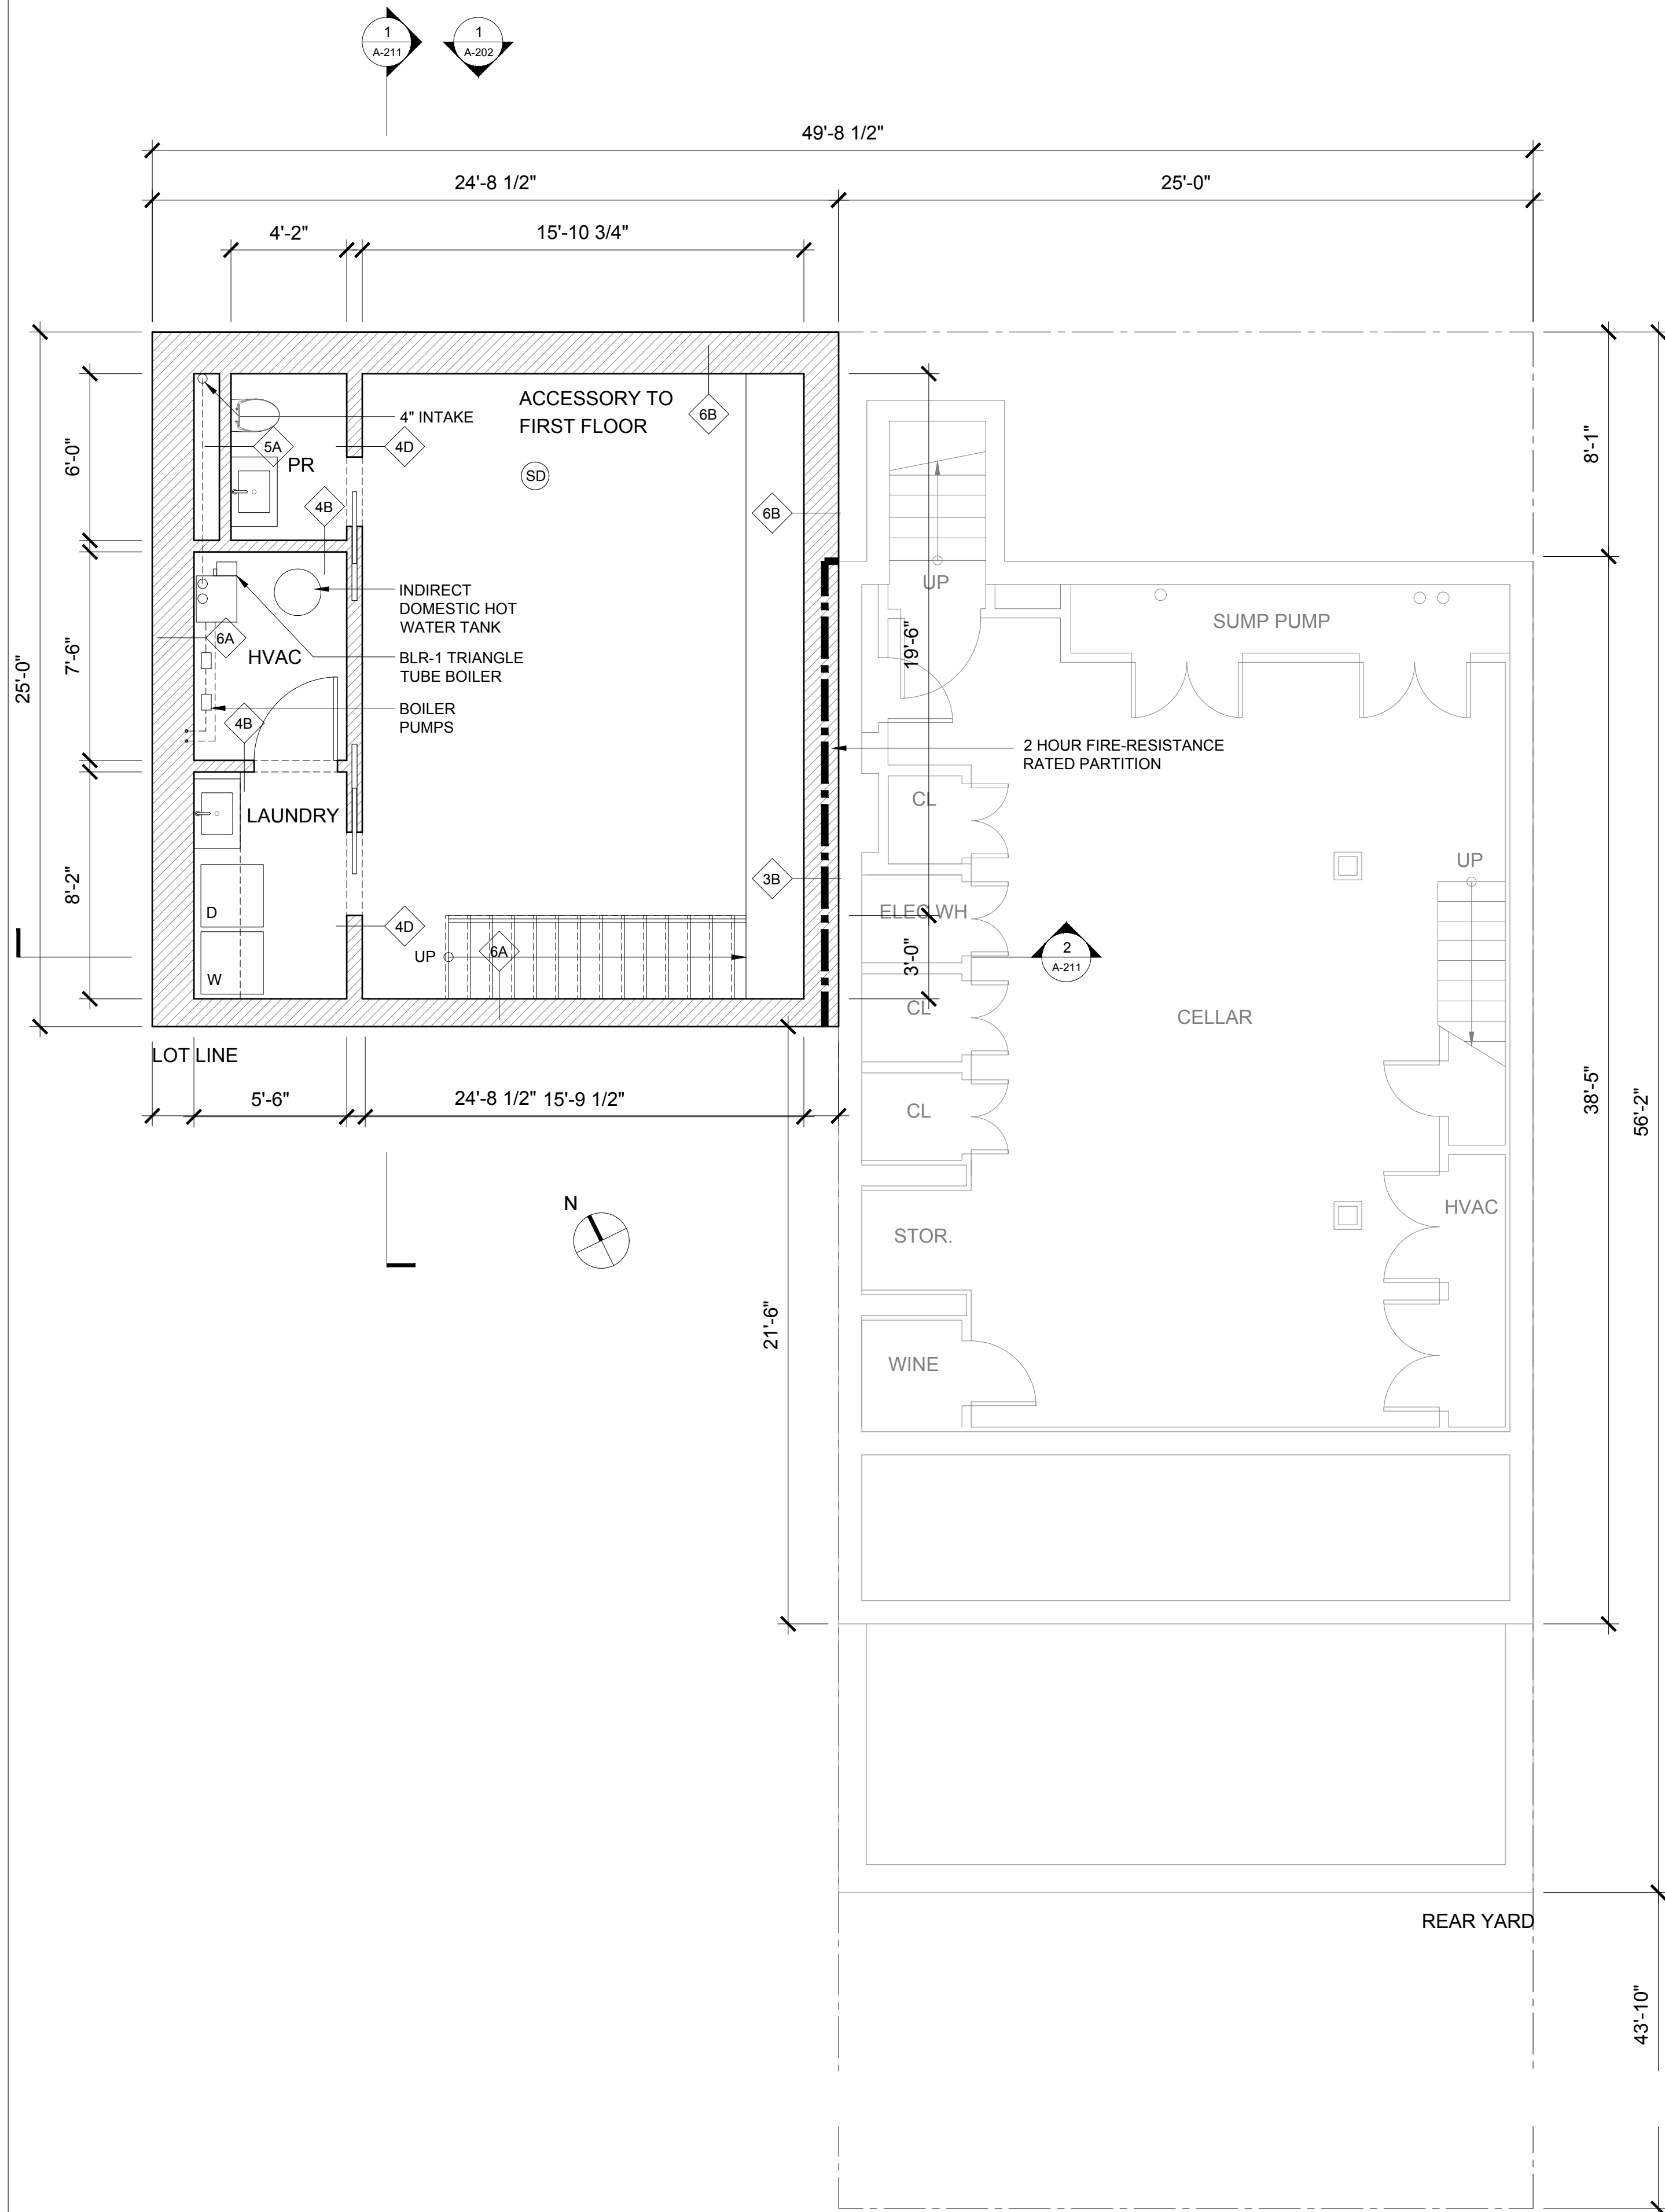 1
A-211
1
A-202
49'-8 1/2"
24'-8 1/2"
25'-0"
4'-2"
15'-10 3/4"
ACCESSORY TO
FIRST FLOOR
6B
4" INTAKE
5A
4D
PR
SD
4B
6B
6'-0"
8'-1"
UP
SUMP PUMP
INDIRECT
DOMESTIC HOT
WATER TANK
6A
HVAC
BLR-1 TRIANGLE
TUBE BOILER
19'-6"
7'-6"
25'-0"
BOILER
PUMPS
4B
2 HOUR FIRE-RESISTANCE
RATED PARTITION
CL
LAUNDRY
UP
8'-2"
D
3B
ELEC WH
4D
UP
6A
3'-0"
2
A-211
W
CL
CELLAR
LOT LINE
5'-6"
24'-8 1/2"
15'-9 1/2"
CL
38'-5"
56'-2"
N
HVAC
STOR.
21'-6"
WINE
REAR YARD
43'-10"